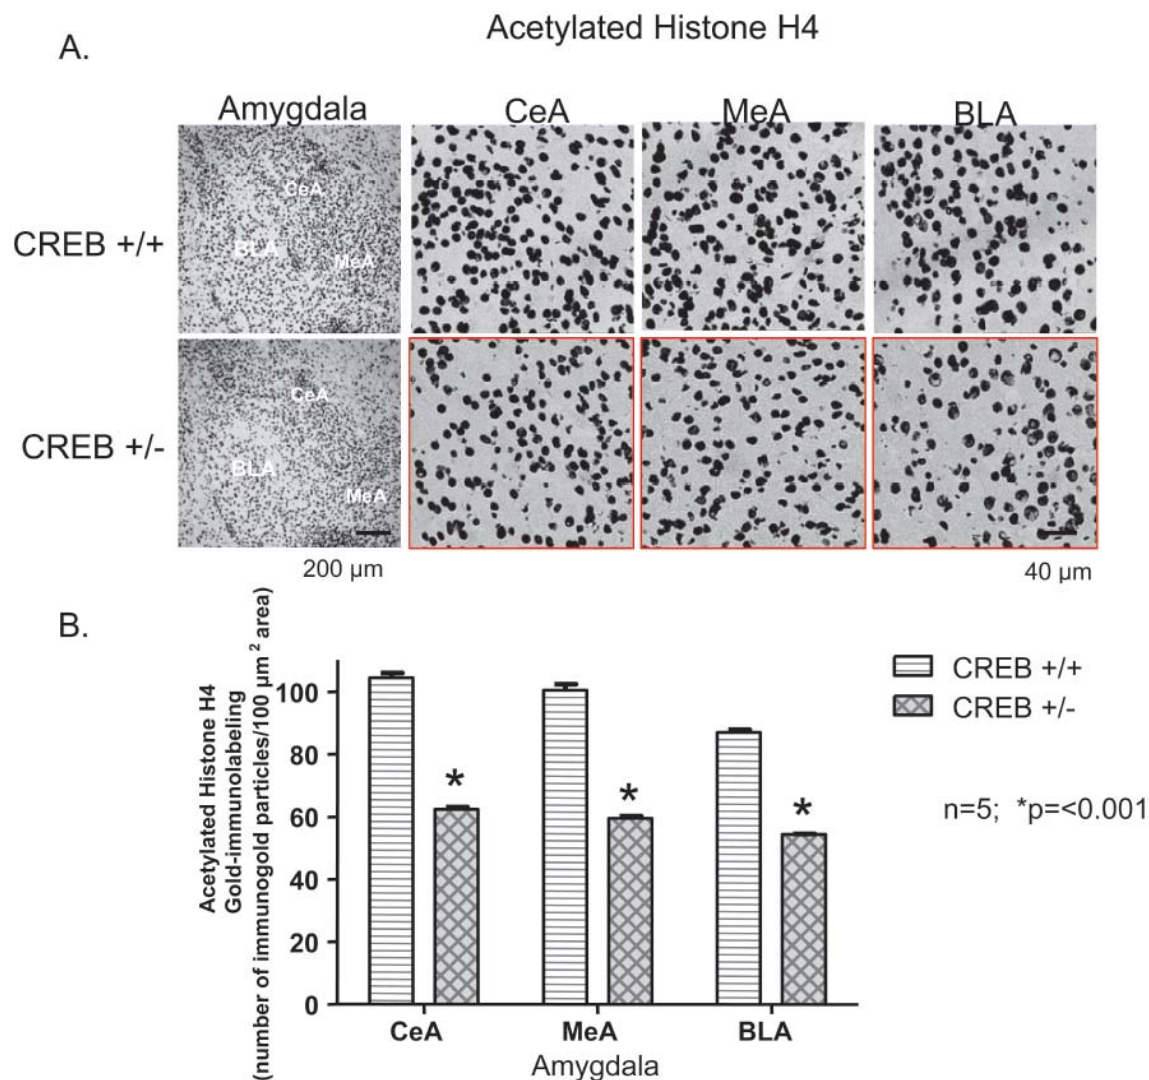 Acetylated Histone H4
A.
Amygdala CeA MeA BLA
CREB +/+
CeA
BLA
MeA
CREB +/-
CeA
BLA
MeA
200 µm 40 µm
B.
Acetylated Histone H4
Gold-immunolabeling
(number of immunogold particles/100 µm² area)
100
80
60
40
20
0
* * *
CeA MeA BLA
Amygdala
CREB +/+
CREB +/-
n=5; *p=<0.001